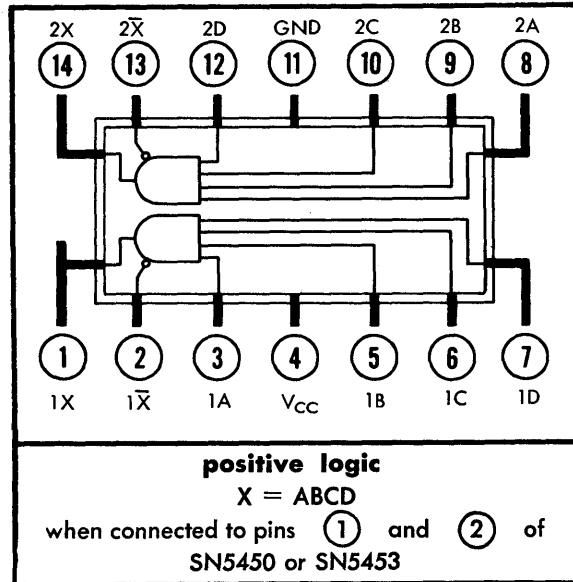 2X 2X̅ 2D GND 2C 2B 2A
14 13 12 11 10 9 8
1 2 3 4 5 6 7
1X 1X̅ 1A VCC 1B 1C 1D
positive logic
X = ABCD
when connected to pins 1 and 2 of
SN5450 or SN5453